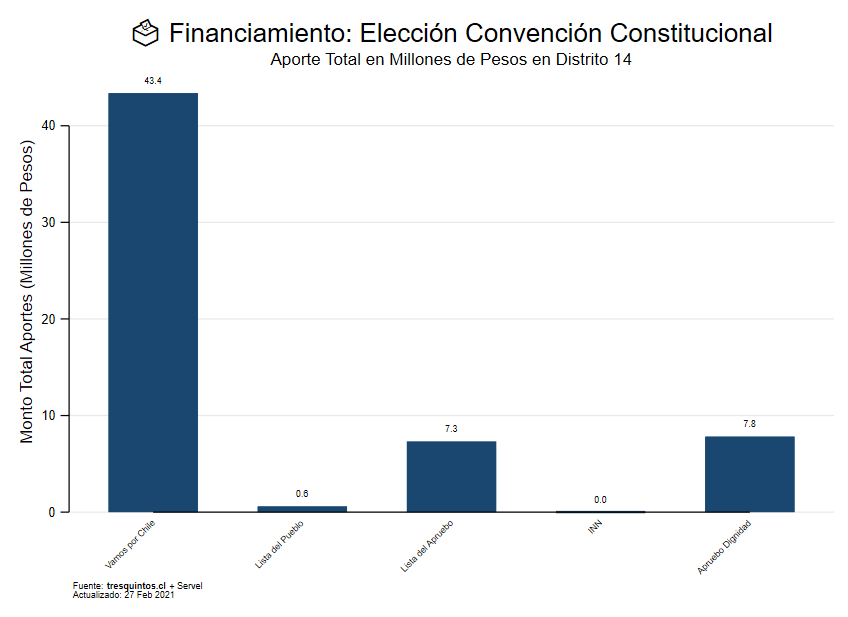 Financiamiento: Elección Convención Constitucional
Aporte Total en Millones de Pesos en Distrito 14
Monto Total Aportes (Millones de Pesos)
40
30
20
10
0
43.4
0.6
7.3
0.0
7.8
Vamos por Chile
Lista del Pueblo
Lista del Apruebo
INN
Apruebo Dignidad
Fuente: tresquintos.cl + Servel
Actualizado: 27 Feb 2021